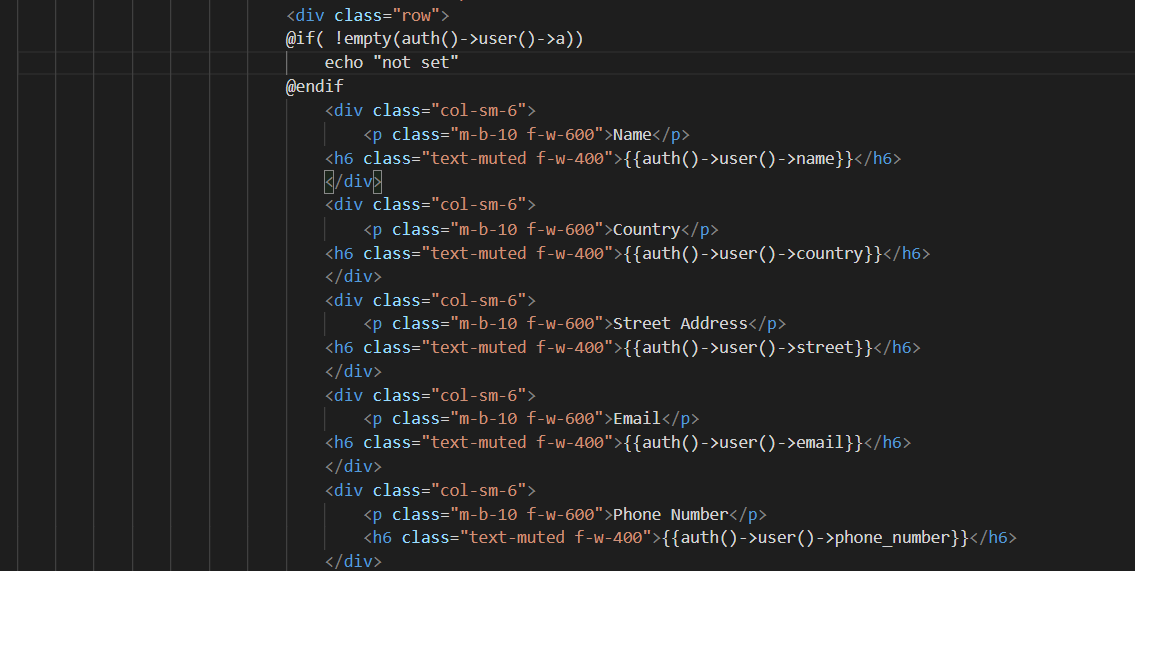 <div class="row">
@if( !empty(auth()->user()->a))
echo "not set"
@endif
<div class="col-sm-6">
<p class="m-b-10 f-w-600">Name</p>
<h6 class="text-muted f-w-400">{{auth()->user()->name}}</h6>
</div>
<div class="col-sm-6">
<p class="m-b-10 f-w-600">Country</p>
<h6 class="text-muted f-w-400">{{auth()->user()->country}}</h6>
</div>
<div class="col-sm-6">
<p class="m-b-10 f-w-600">Street Address</p>
<h6 class="text-muted f-w-400">{{auth()->user()->street}}</h6>
</div>
<div class="col-sm-6">
<p class="m-b-10 f-w-600">Email</p>
<h6 class="text-muted f-w-400">{{auth()->user()->email}}</h6>
</div>
<div class="col-sm-6">
<p class="m-b-10 f-w-600">Phone Number</p>
<h6 class="text-muted f-w-400">{{auth()->user()->phone_number}}</h6>
</div>